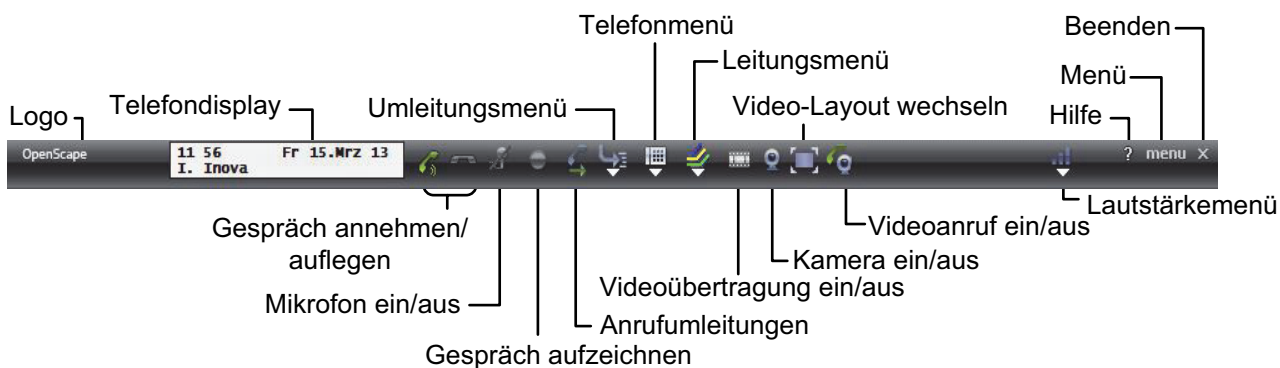 Telefonmenü
Beenden
Leitungsmenü
Menü
Logo
Telefondisplay
Umleitungsmenü
Video-Layout wechseln
Hilfe
OpenScape
11 56 Fr 15.Mrz 13
I. Inova
? menu X
Gespräch annehmen/
auflegen
Mikrofon ein/aus
Gespräch aufzeichnen
Anrufumleitungen
Videoübertragung ein/aus
Kamera ein/aus
Videoanruf ein/aus
Lautstärkemenü